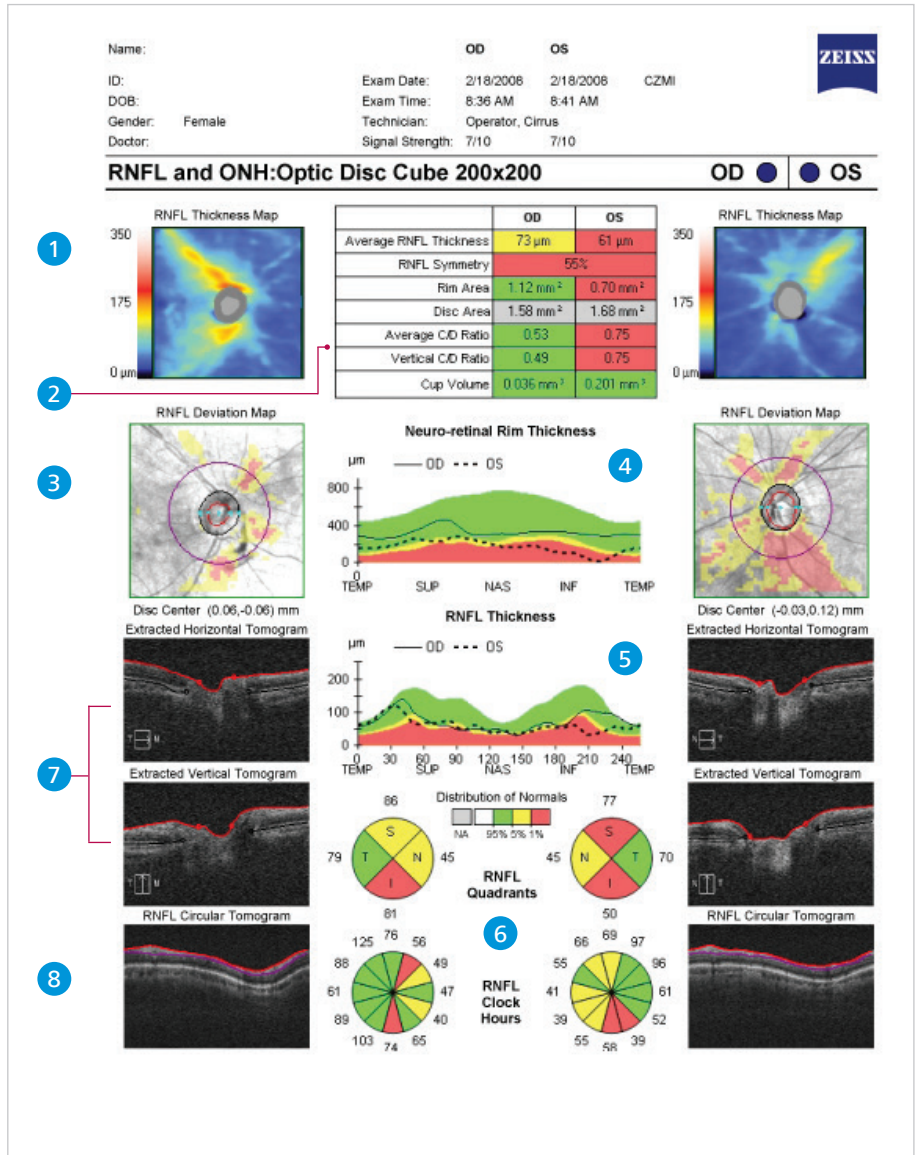 Name: OD OS
ZEISS
ID: Exam Date: 2/18/2008 2/18/2008 CZMI
DOB: Exam Time: 8:36 AM 8:41 AM
Gender: Female Technician: Operator, Cirrus
Doctor: Signal Strength: 7/10 7/10
RNFL and ONH:Optic Disc Cube 200x200 OD OS
RNFL Thickness Map
350
175
0 µm
1
OD OS
Average RNFL Thickness 73 µm 61 µm
RNFL Symmetry 55%
Rim Area 1.12 mm² 0.70 mm²
Disc Area 1.58 mm² 1.68 mm²
Average C/D Ratio 0.53 0.75
Vertical C/D Ratio 0.49 0.75
Cup Volume 0.036 mm³ 0.201 mm³
RNFL Thickness Map
350
175
0 µm
2
RNFL Deviation Map
3
Disc Center (0.06,-0.06) mm
Neuro-retinal Rim Thickness
µm OD OS
4
800
400
0
0
TEMP SUP NAS INF TEMP
RNFL Deviation Map
Disc Center (-0.03,0.12) mm
Extracted Horizontal Tomogram
T N
RNFL Thickness
µm OD OS
5
200
100
0
0 30 60 90 120 150 180 210 240
TEMP SUP NAS INF TEMP
Extracted Horizontal Tomogram
N T
7
Extracted Vertical Tomogram
T N
Distribution of Normals
NA 95% 5% 1%
86
S
79 T N 45
I
81
RNFL
Quadrants
77
S
45 N T 70
I
50
Extracted Vertical Tomogram
N T
RNFL Circular Tomogram
8
6
125 76 56
88 49
61 47
89 40
103 74 65
RNFL
Clock
Hours
66 69 97
55 96
41 61
39 52
55 58 39
RNFL Circular Tomogram